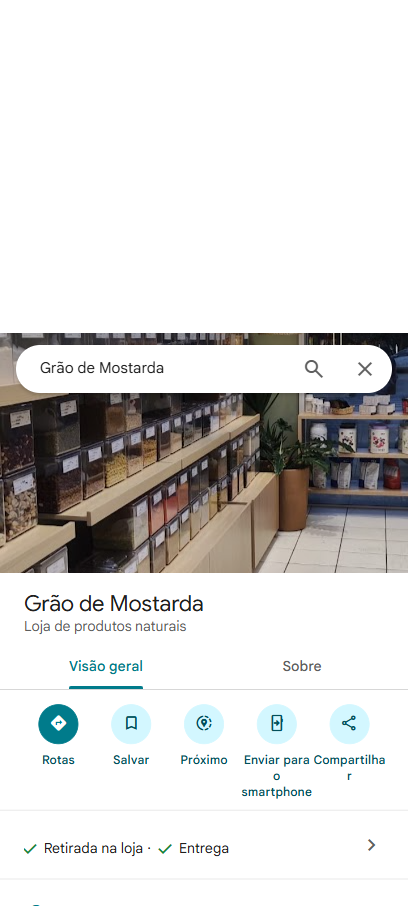 Grão de Mostarda
Grão de Mostarda
Loja de produtos naturais
Visão geral
Sobre
Rotas
Salvar
Próximo
Enviar para
o
smartphone
Compartilha
r
Retirada na loja · Entrega